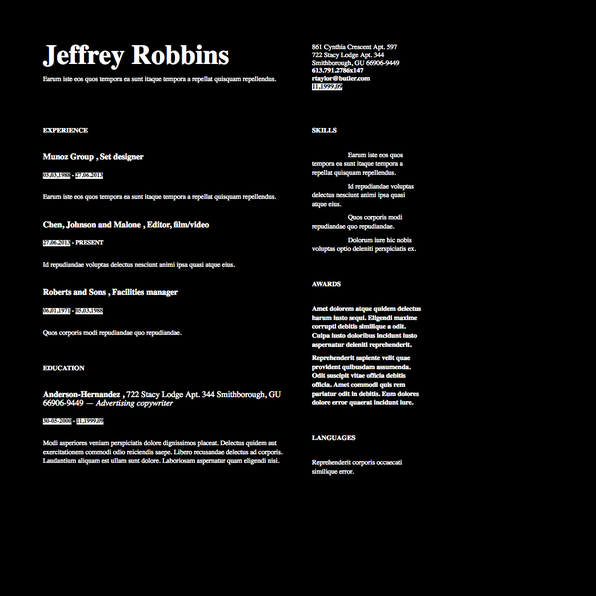 Jeffrey Robbins
Earum iste eos quos tempora ea sunt itaque tempora a repellat quisquam repellendus.
861 Cynthia Crescent Apt. 597
722 Stacy Lodge Apt. 344
Smithborough, GU 66906-9449
613.791.2786x147
rtaylor@butler.com
11.1999.09
EXPERIENCE
Munoz Group , Set designer
05.03.1988 - 27.06.2013
Earum iste eos quos tempora ea sunt itaque tempora a repellat quisquam repellendus.
Chen, Johnson and Malone , Editor, film/video
27.06.2013 - PRESENT
Id repudiandae voluptas delectus nesciunt animi ipsa quasi atque eius.
Roberts and Sons , Facilities manager
06.01.1971 - 05.03.1988
Quos corporis modi repudiandae quo repudiandae.
EDUCATION
Anderson-Hernandez , 722 Stacy Lodge Apt. 344 Smithborough, GU
66906-9449 — Advertising copywriter
30-05-2000 - 11.1999.09
Modi asperiores veniam perspiciatis dolore dignissimos placeat. Delectus quidem aut
exercitationem commodi odio reiciendis saepe. Libero recusandae delectus ad corporis.
Laudantium aliquam est ullam sunt dolore. Laboriosam aspernatur quam eligendi nisi.
SKILLS
Earum iste eos quos
tempora ea sunt itaque tempora a
repellat quisquam repellendus.
Id repudiandae voluptas
delectus nesciunt animi ipsa quasi
atque eius.
Quos corporis modi
repudiandae quo repudiandae.
Dolorum iure hic nobis
voluptas optio deleniti perspiciatis ex.
AWARDS
Amet dolorem atque quidem delectus
harum iusto sequi. Eligendi maxime
corrupti debitis similique a odit.
Culpa iusto doloribus incidunt iusto
aspernatur deleniti reprehenderit.
Reprehenderit sapiente velit quae
provident quibusdam assumenda.
Odit suscipit vitae officia debitis
officia. Amet commodi quis rem
pariatur odit in debitis. Eum dolores
dolore error quaerat incidunt iure.
LANGUAGES
Reprehenderit corporis occaecati
similique error.